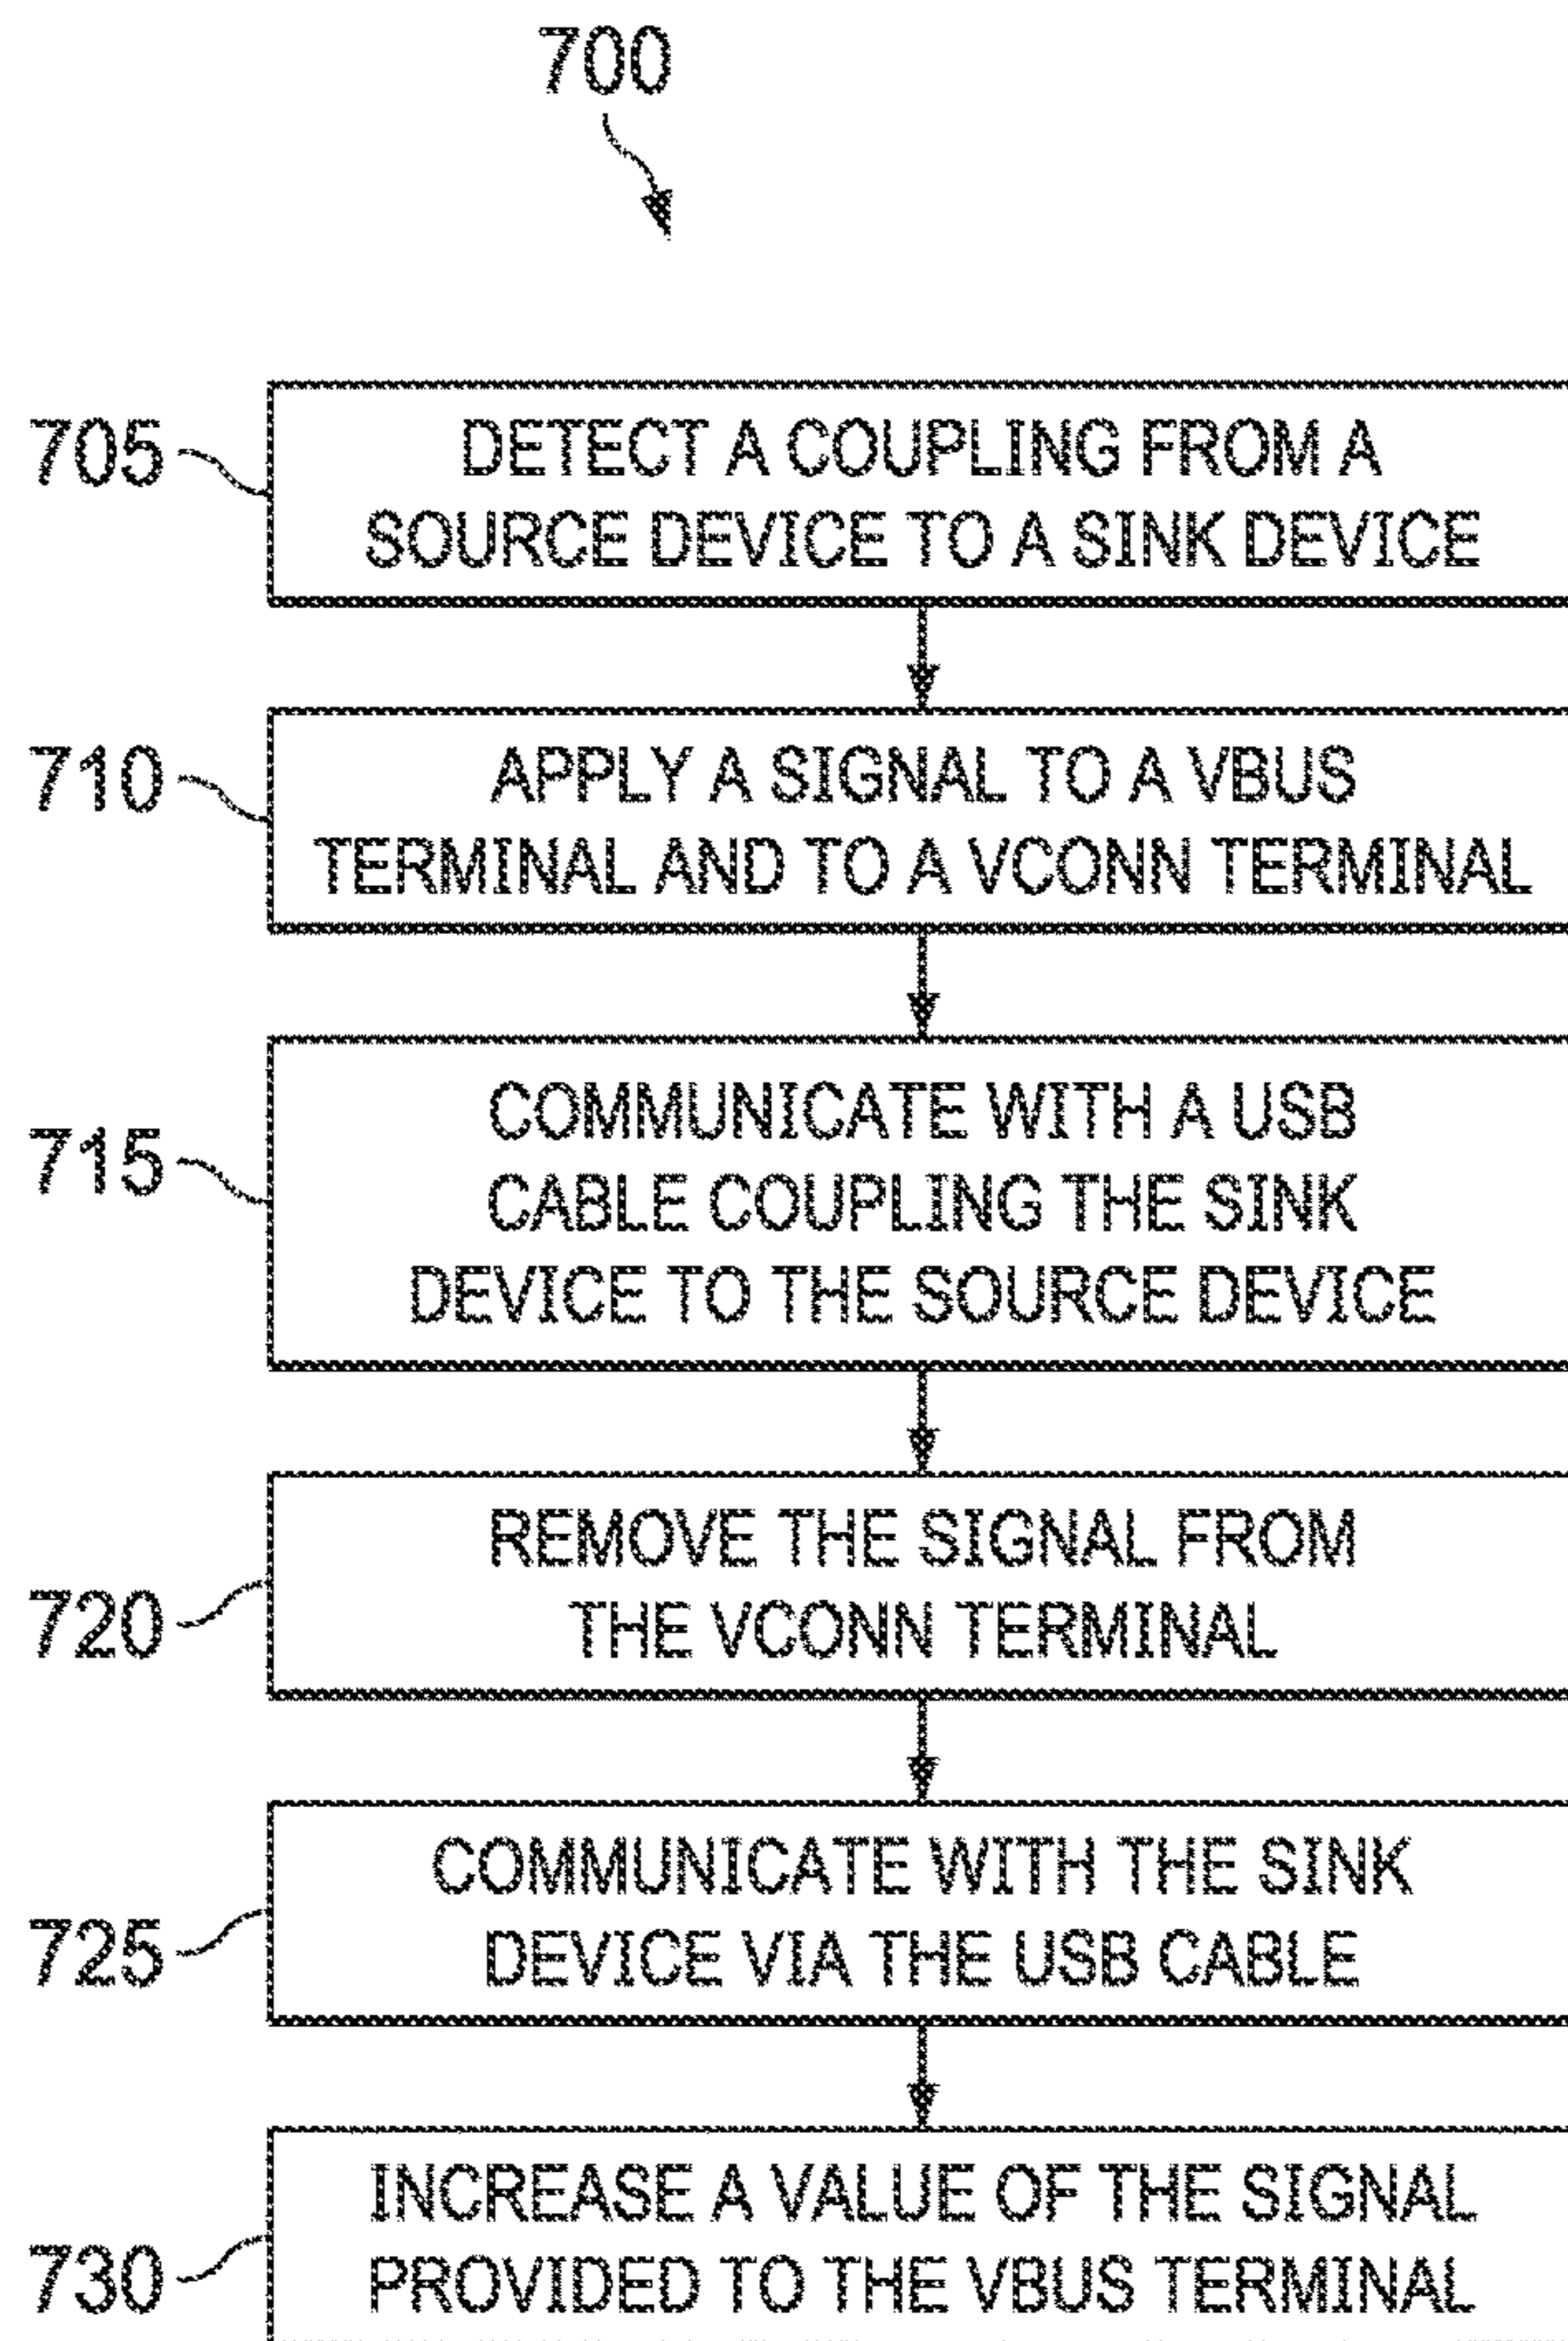 700
705
DETECT A COUPLING FROM A
SOURCE DEVICE TO A SINK DEVICE
710
APPLY A SIGNAL TO A VBUS
TERMINAL AND TO A VCONN TERMINAL
715
COMMUNICATE WITH A USB
CABLE COUPLING THE SINK
DEVICE TO THE SOURCE DEVICE
720
REMOVE THE SIGNAL FROM
THE VCONN TERMINAL
725
COMMUNICATE WITH THE SINK
DEVICE VIA THE USB CABLE
730
INCREASE A VALUE OF THE SIGNAL
PROVIDED TO THE VBUS TERMINAL